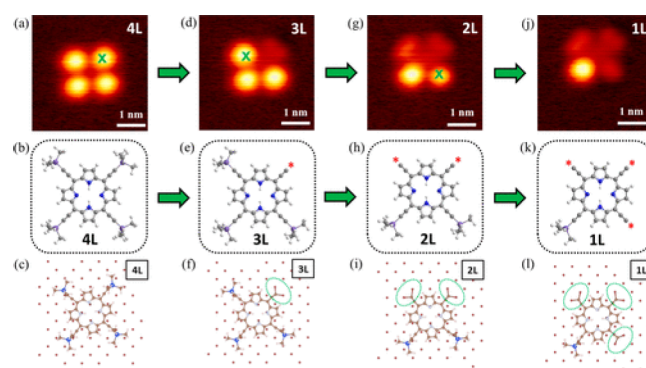 (a) 4L (d) 3L (g) 2L (j) 1L
X X X
1 nm 1 nm 1 nm 1 nm
(b) (e) (h) (k)
* * * * * *
4L 3L 2L 1L
(c) 4L (f) 3L (i) 2L (l) 1L